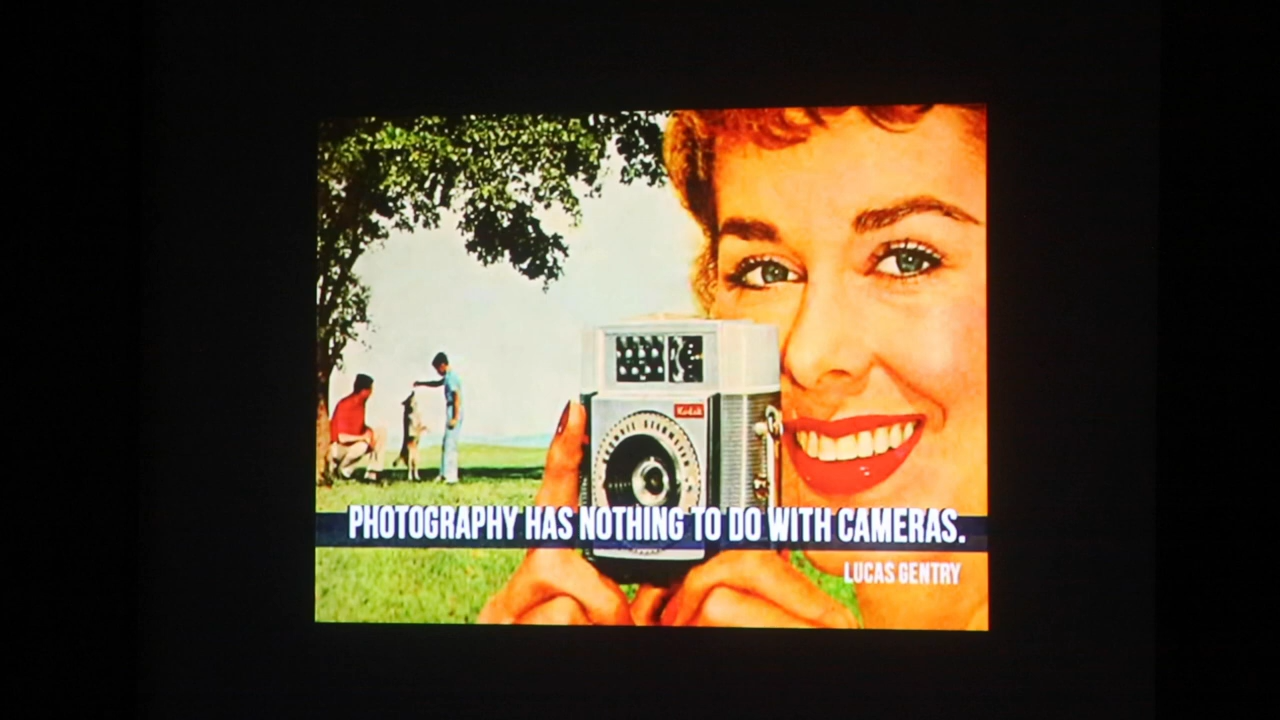 Kodak
PHOTOGRAPHY HAS NOTHING TO DO WITH CAMERAS.
LUCAS GENTRY